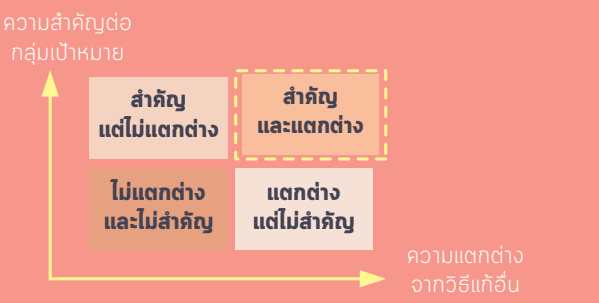 ความสำคัญต่อ
กลุ่มเป้าหมาย
สำคัญ
แต่ไม่แตกต่าง
สำคัญ
และแตกต่าง
ไม่แตกต่าง
และไม่สำคัญ
แตกต่าง
แต่ไม่สำคัญ
ความแตกต่าง
จากวิธีแก้อื่น